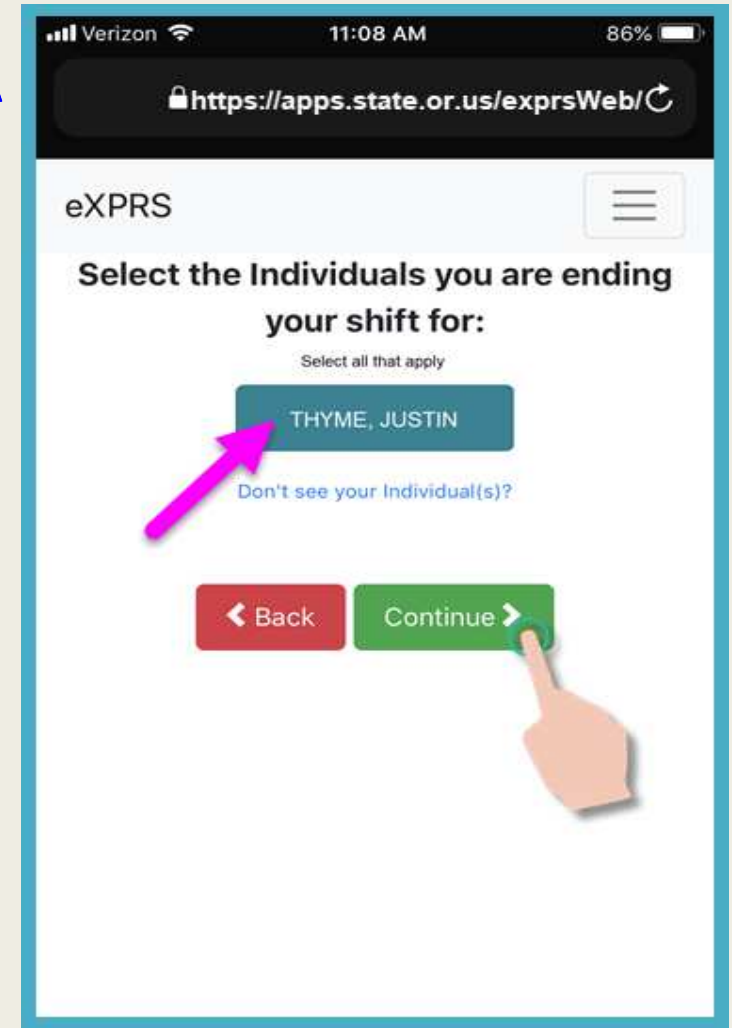 Verizon 11:08 AM 86%
https://apps.state.or.us/exprsWeb/
eXPRS
Select the Individuals you are ending
your shift for:
Select all that apply
THYME, JUSTIN
Don't see your Individual(s)?
Back Continue